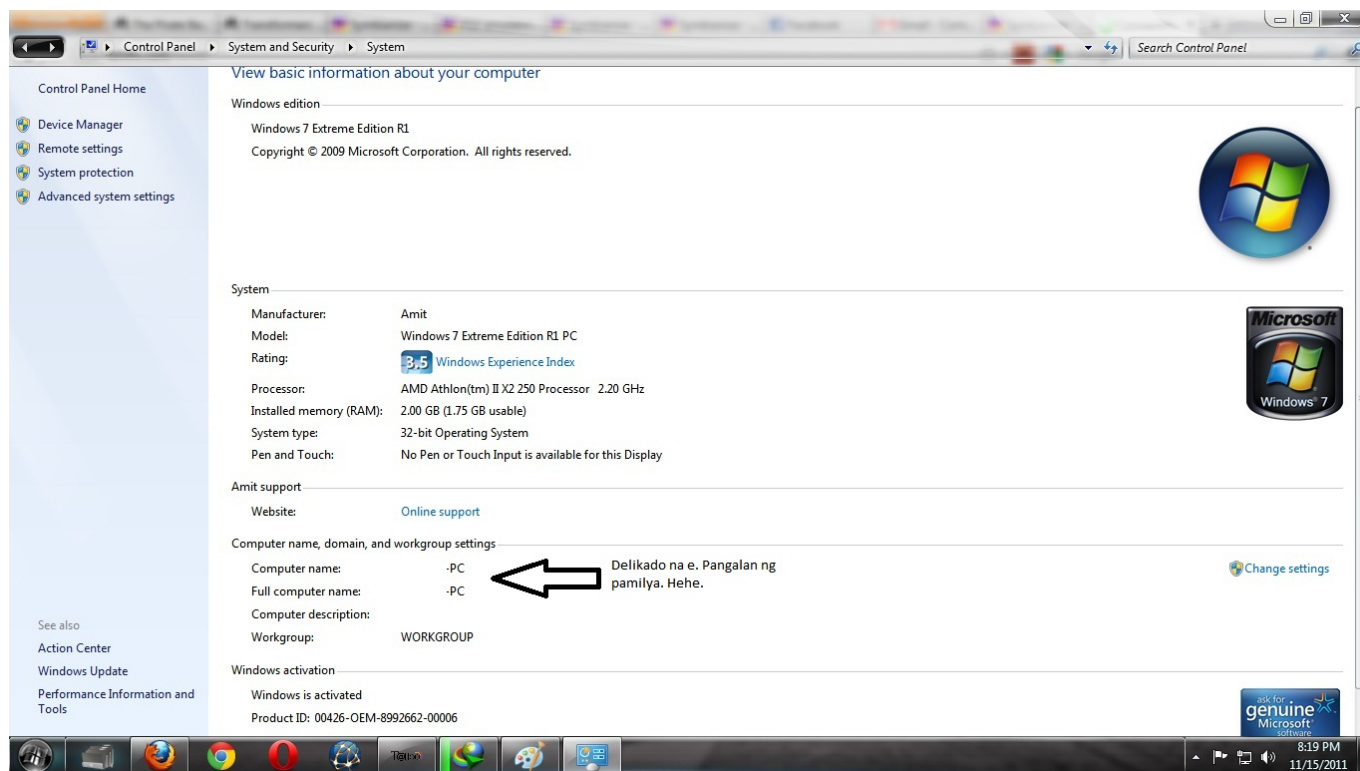 Control Panel ▸ System and Security ▸ System
Search Control Panel
Control Panel Home
Device Manager
Remote settings
System protection
Advanced system settings
See also
Action Center
Windows Update
Performance Information and
Tools
View basic information about your computer
Windows edition
Windows 7 Extreme Edition R1
Copyright © 2009 Microsoft Corporation. All rights reserved.
System
Manufacturer: Amit
Model: Windows 7 Extreme Edition R1 PC
Rating: 3.5 Windows Experience Index
Processor: AMD Athlon(tm) II X2 250 Processor 2.20 GHz
Installed memory (RAM): 2.00 GB (1.75 GB usable)
System type: 32-bit Operating System
Pen and Touch: No Pen or Touch Input is available for this Display
Microsoft
Windows® 7
Amit support
Website: Online support
Computer name, domain, and workgroup settings
Computer name: -PC
Full computer name: -PC
Computer description:
Workgroup: WORKGROUP
Delikado na e. Pangalan ng
pamilya. Hehe.
Change settings
Windows activation
Windows is activated
Product ID: 00426-OEM-8992662-00006
ask for
genuine
Microsoft
software
8:19 PM
11/15/2011